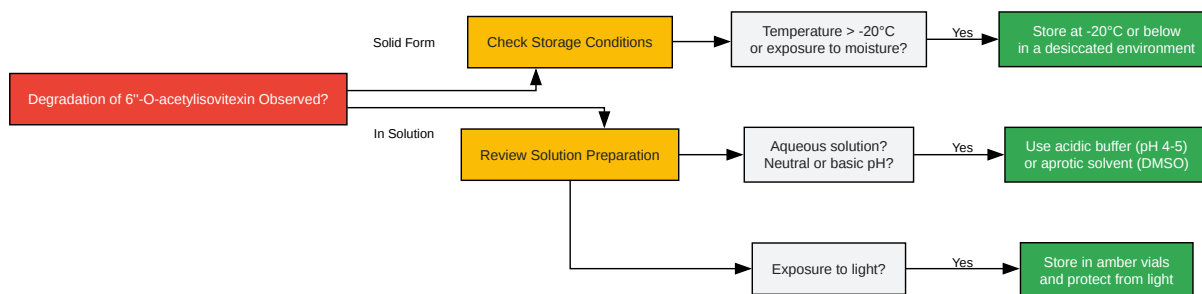 Solid Form
Check Storage Conditions
Temperature > -20°C
or exposure to moisture?
Yes
Store at -20°C or below
in a desiccated environment
Degradation of 6''-O-acetylisovitexin Observed?
In Solution
Review Solution Preparation
Aqueous solution?
Neutral or basic pH?
Yes
Use acidic buffer (pH 4-5)
or aprotic solvent (DMSO)
Exposure to light?
Yes
Store in amber vials
and protect from light